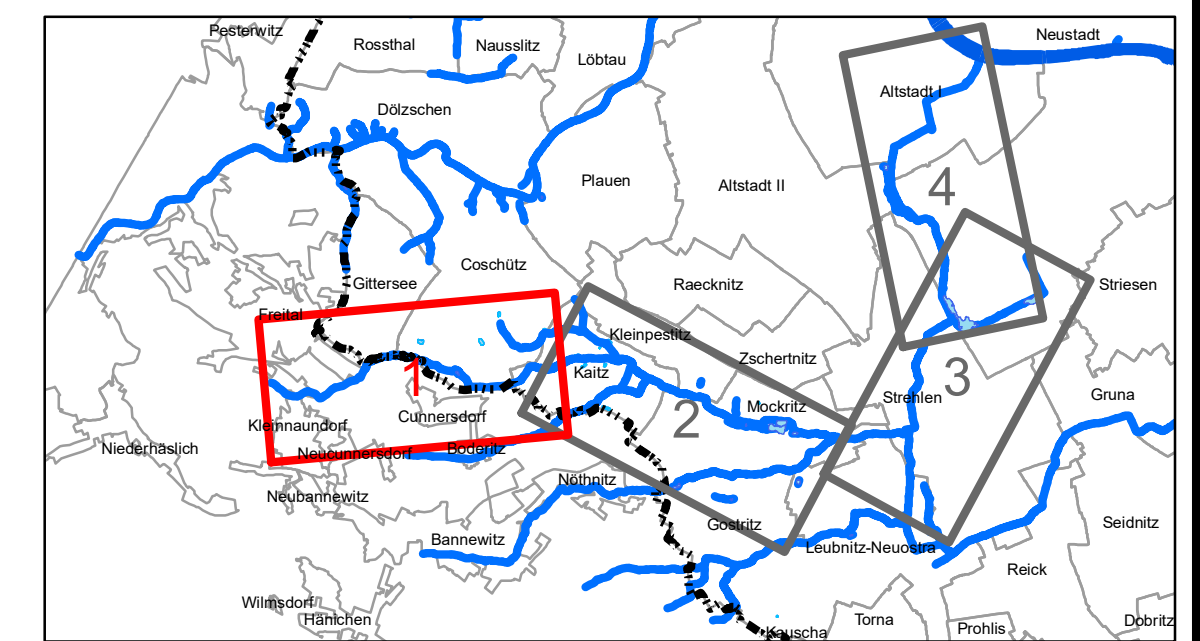 Pesterwitz
Rossthal
Nausslitz
Löbtau
Neustadt
Dölzschen
Altstadt I
Plauen
Altstadt II
4
Coschütz
Gittersee
Raecknitz
Striesen
Freital
Kleinpestitz
Zschertnitz
1
Kaitz
3
Strehlen
Gruna
Cunnersdorf
Mockritz
2
Kleinnaundorf
Niederhäslich
Neucunnersdorf
Boderitz
Nöthnitz
Neubannewitz
Gostritz
Seidnitz
Bannewitz
Leubnitz-Neuostra
Reick
Wilmsdorf
Hänichen
Torna
Prohlis
Dobritz
Kauscha